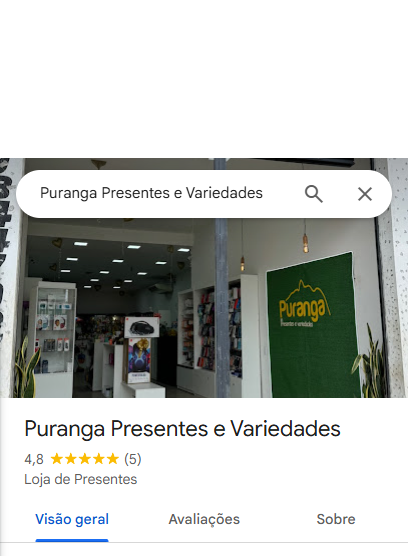 Puranga Presentes e Variedades
Puranga
Presentes e variedades
Puranga Presentes e Variedades
4,8 (5)
Loja de Presentes
Visão geral Avaliações Sobre